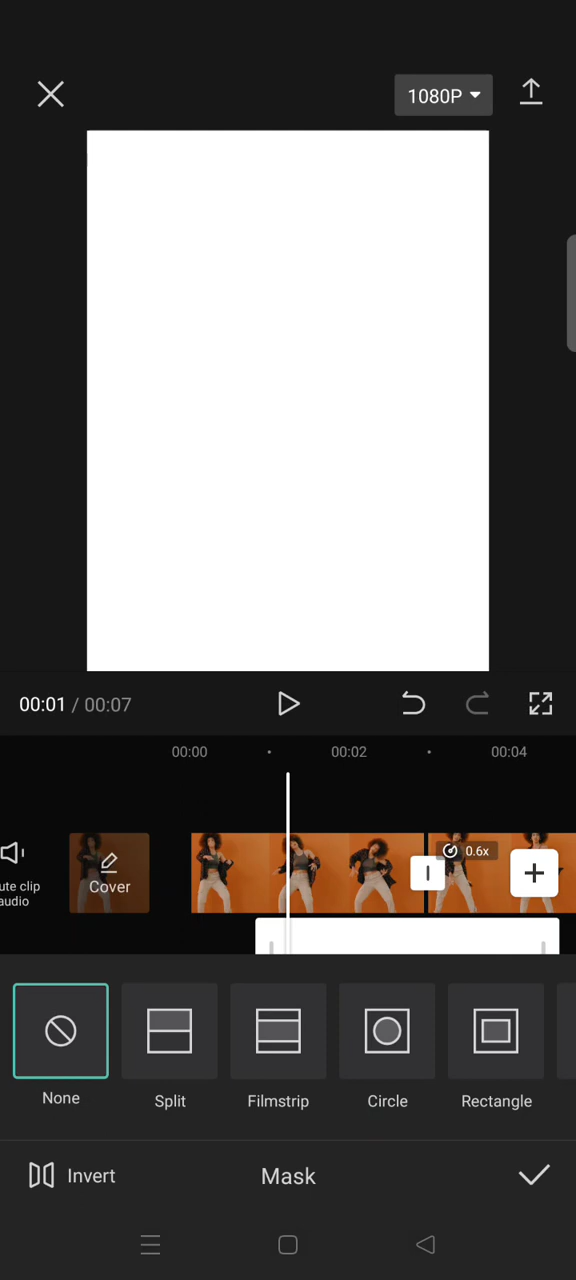 1080P
00:01 / 00:07
00:00
00:02
00:04
ute clip
audio
Cover
0.6x
None
Split
Filmstrip
Circle
Rectangle
Invert
Mask